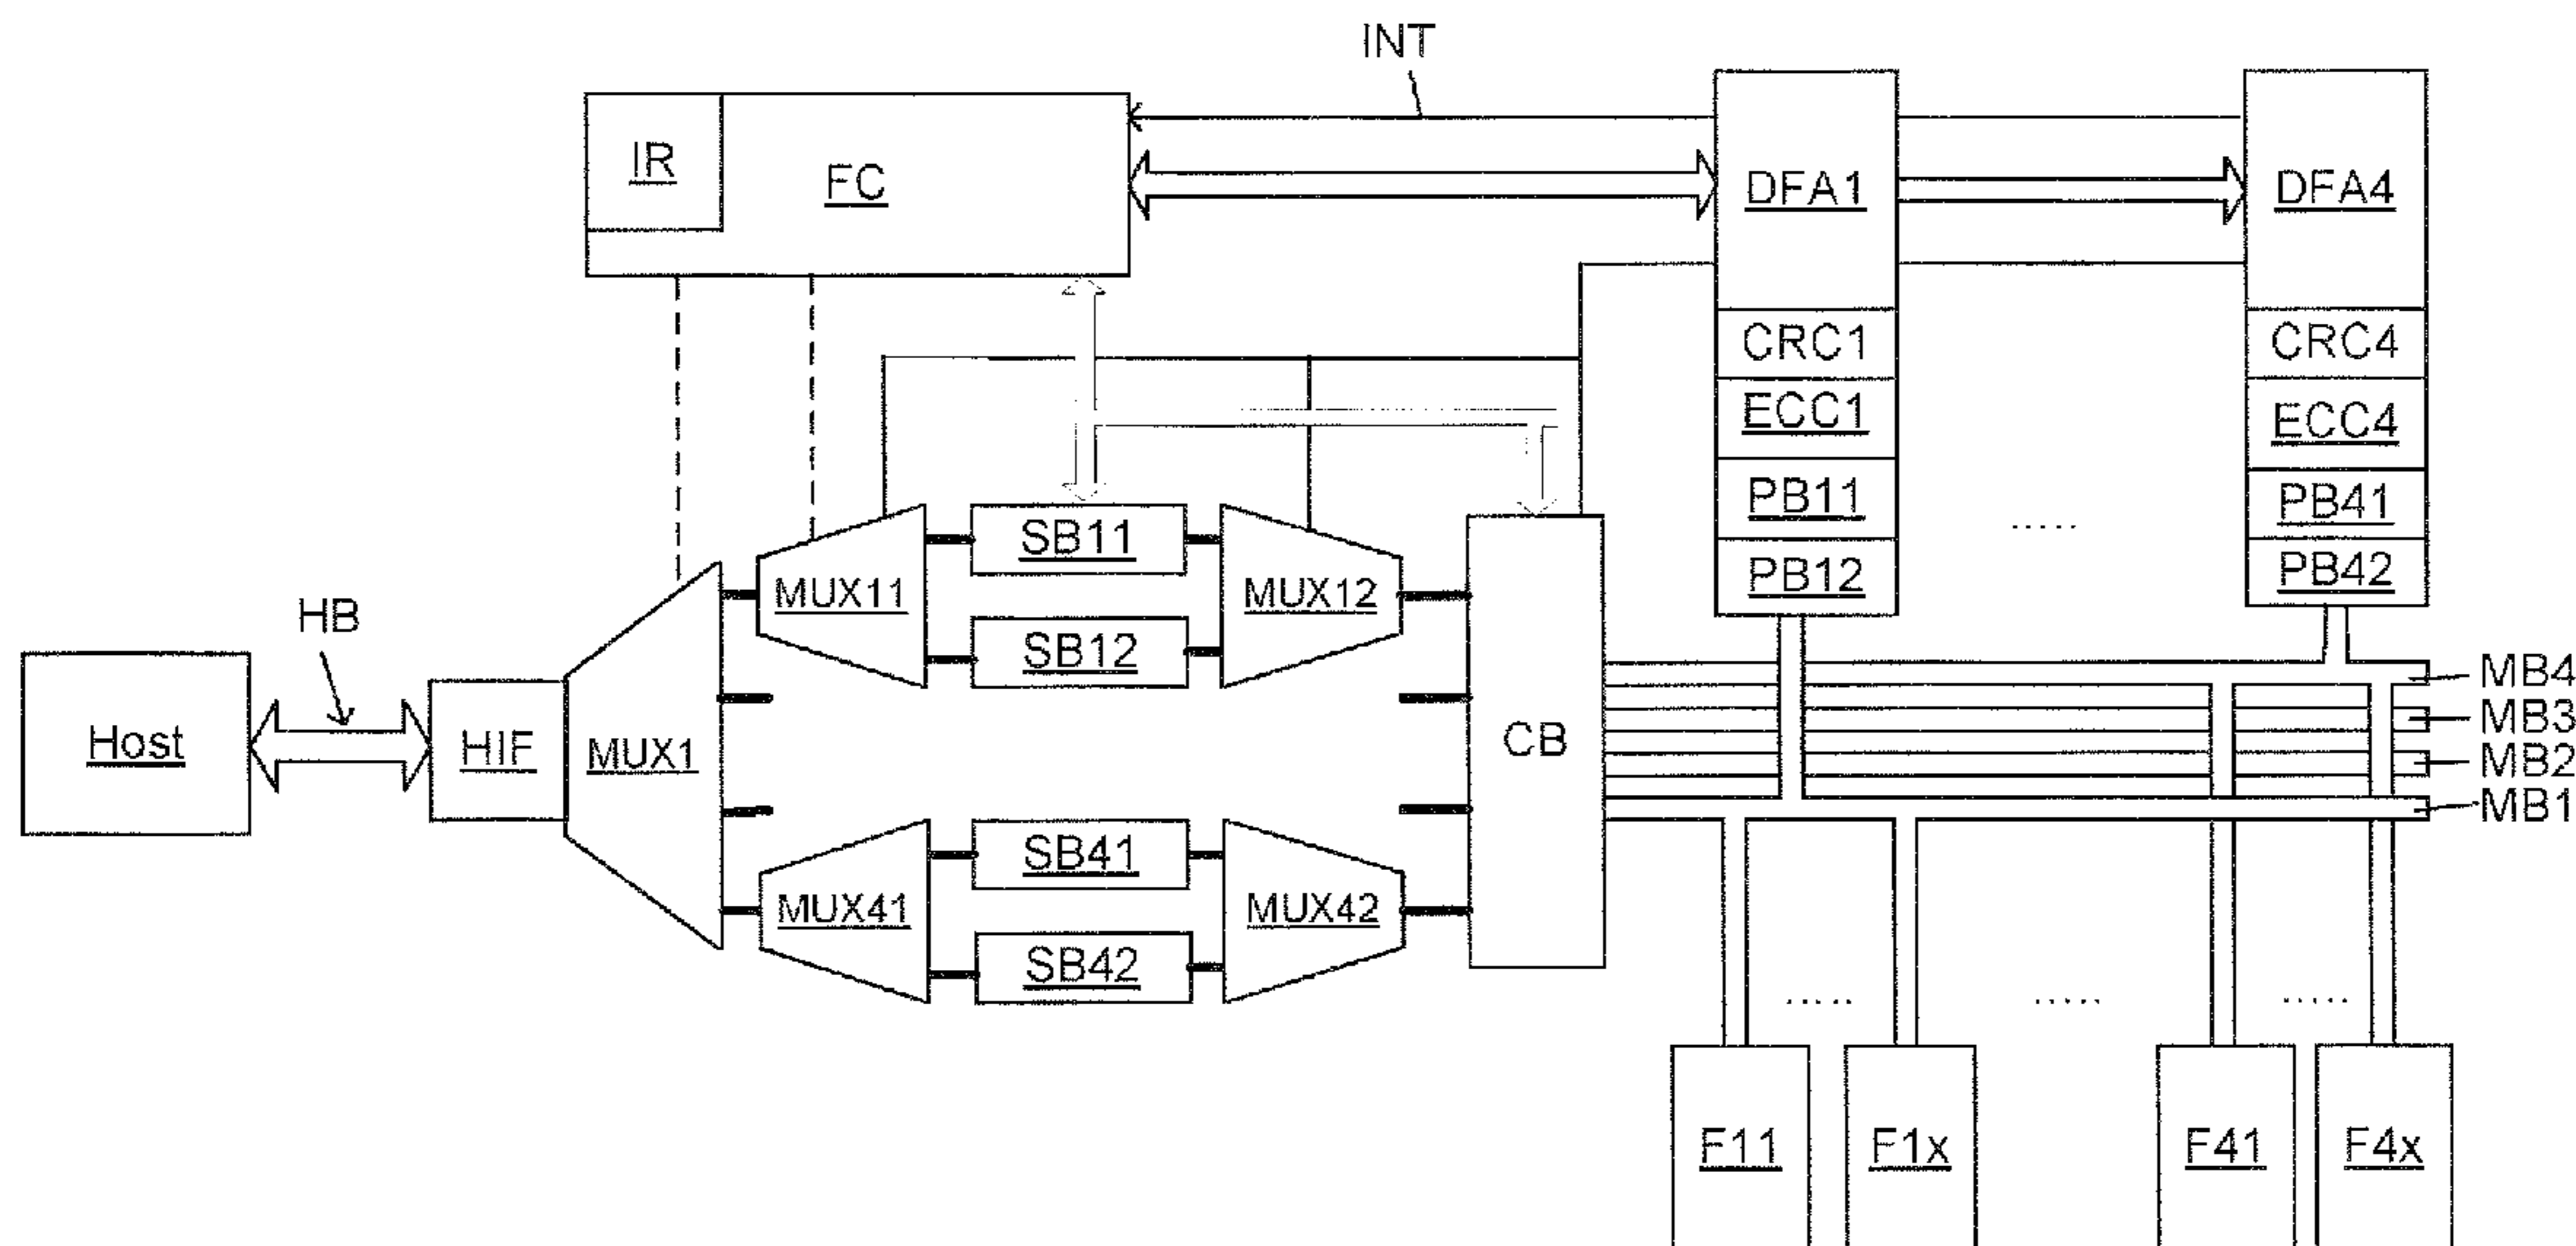 INT
IR
FC
DFA1
DFA4
CRC1
CRC4
ECC1
ECC4
PB11
PB41
.....
PB12
PB42
SB11
MUX11
MUX12
SB12
HB
MB4
MB3
MB2
MB1
Host
HIF
MUX1
CB
SB41
MUX41
MUX42
SB42
..... ..... .....
F11
F1x
F41
F4x